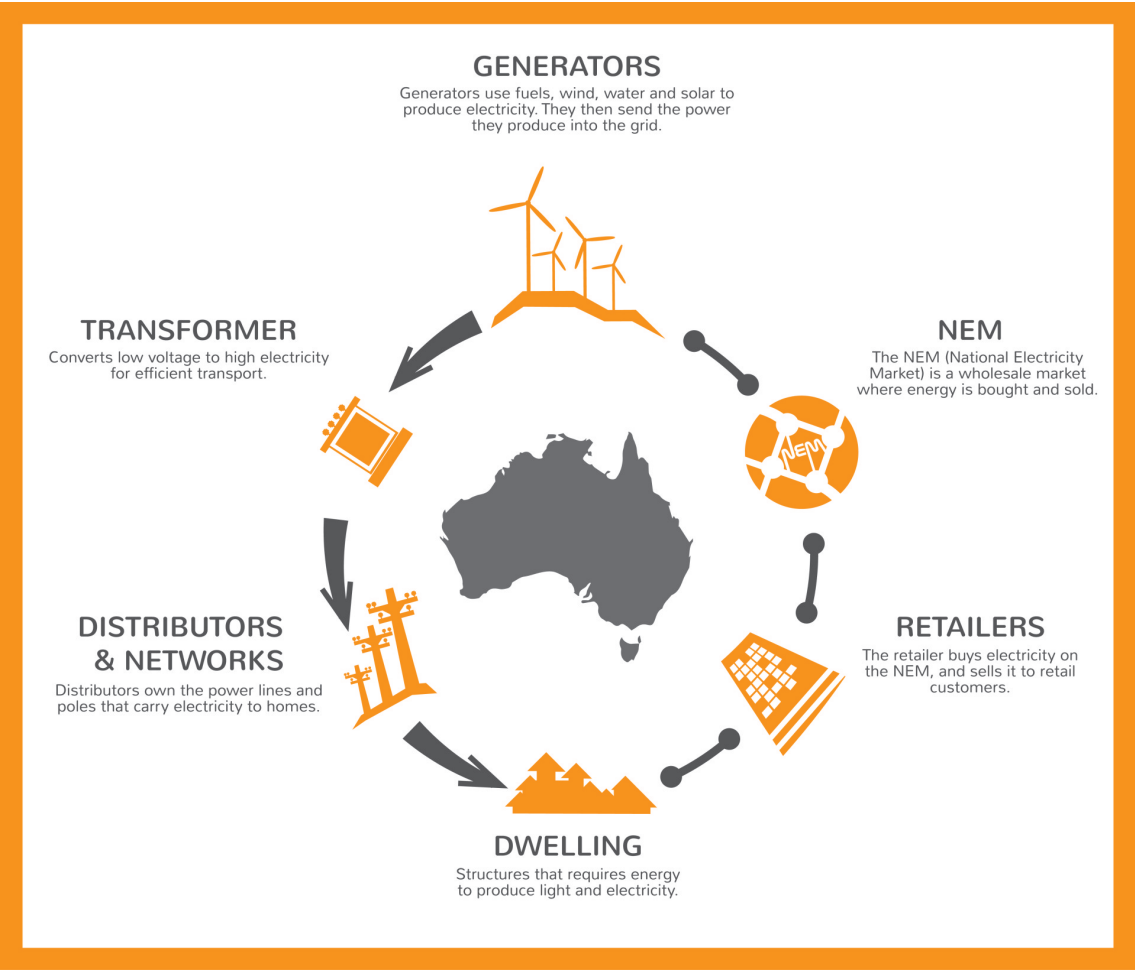 GENERATORS
Generators use fuels, wind, water and solar to
produce electricity. They then send the power
they produce into the grid.
TRANSFORMER
Converts low voltage to high electricity
for efficient transport.
NEM
The NEM (National Electricity
Market) is a wholesale market
where energy is bought and sold.
NEM
DISTRIBUTORS
& NETWORKS
Distributors own the power lines and
poles that carry electricity to homes.
RETAILERS
The retailer buys electricity on
the NEM, and sells it to retail
customers.
DWELLING
Structures that requires energy
to produce light and electricity.